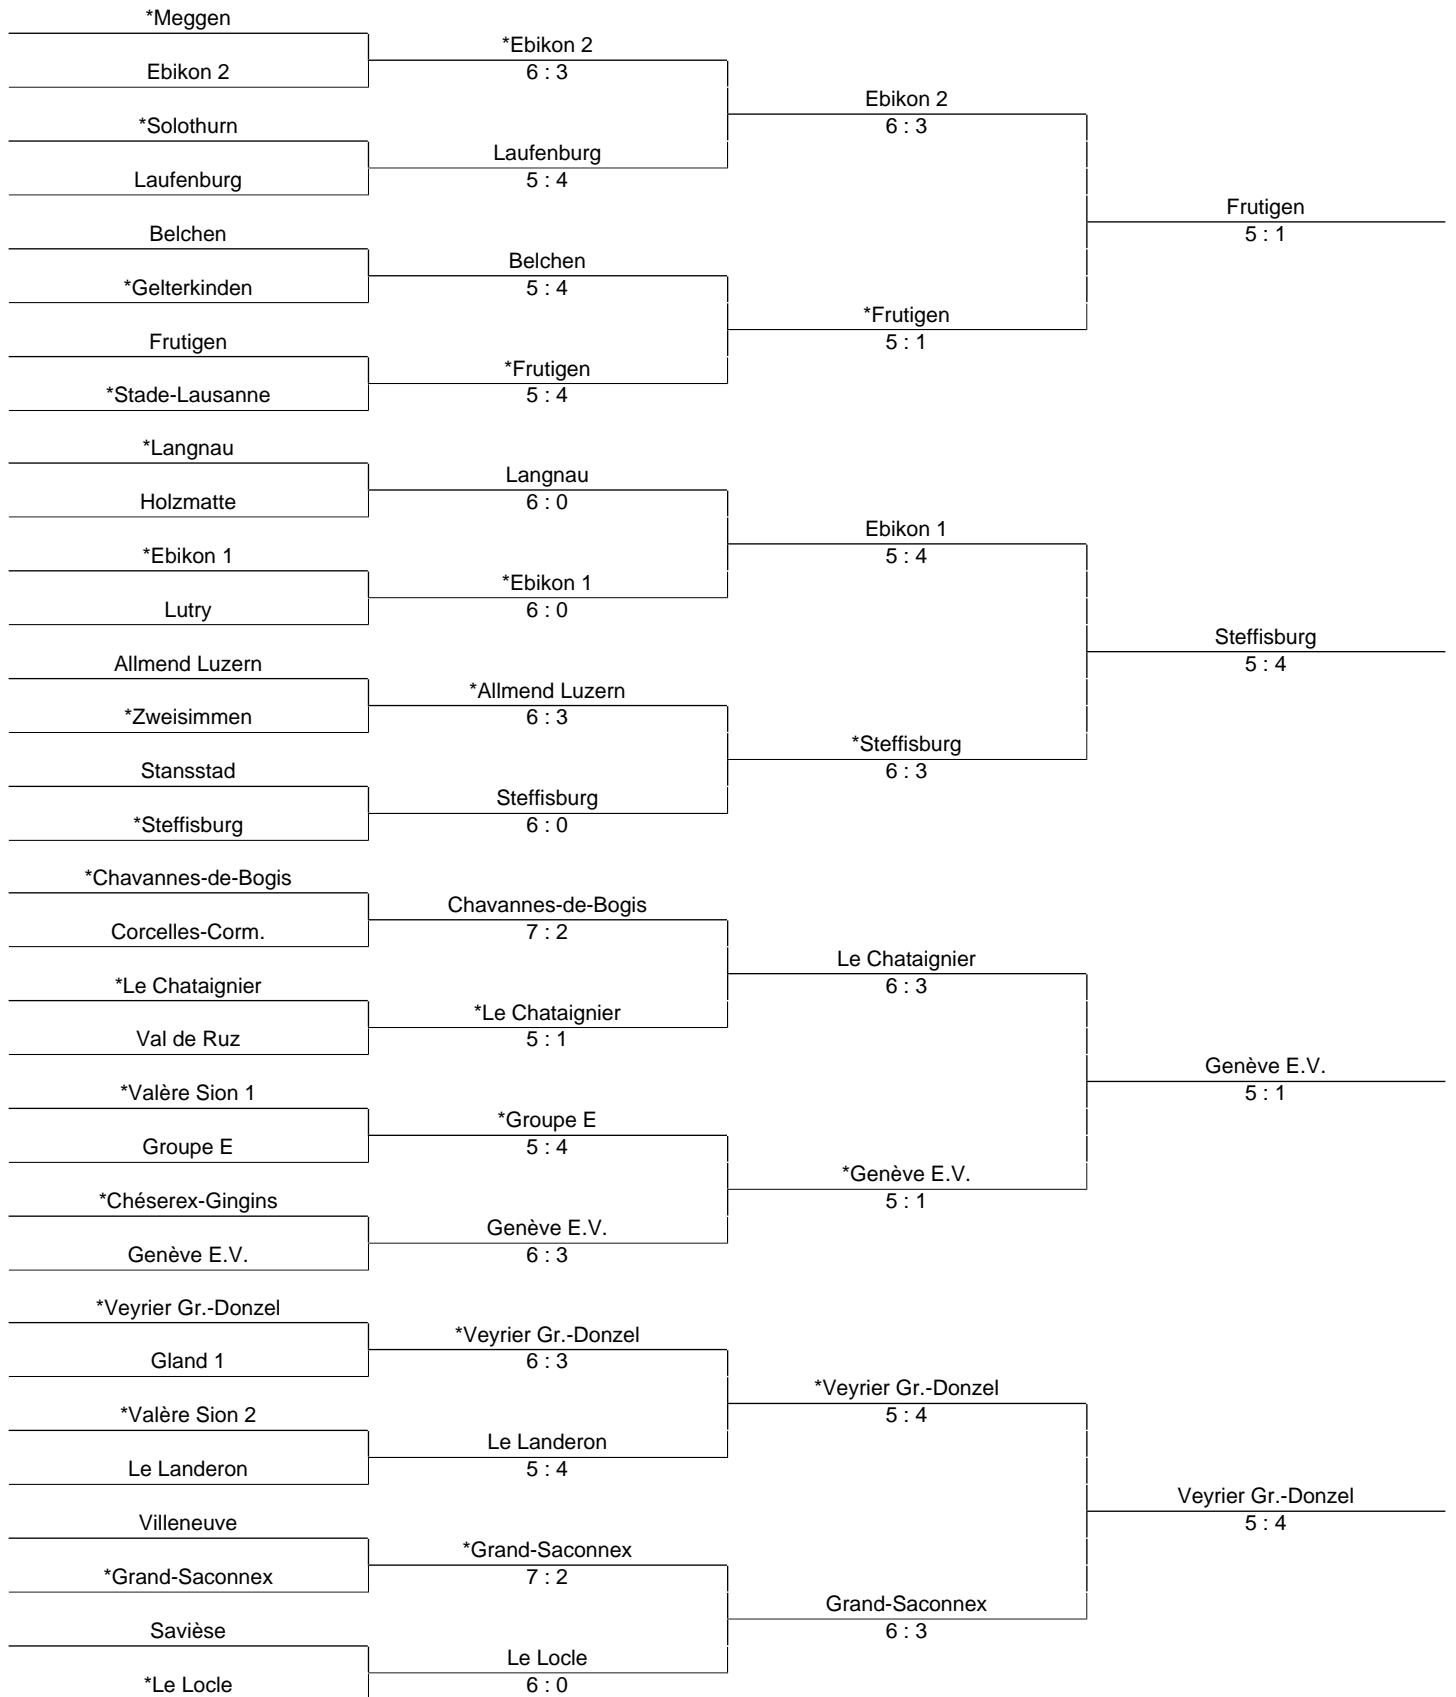 *Meggen
Ebikon 2
*Solothurn
Laufenburg
Belchen
*Gelterkinden
Frutigen
*Stade-Lausanne
*Langnau
Holzmatte
*Ebikon 1
Lutry
Allmend Luzern
*Zweisimmen
Stansstad
*Steffisburg
*Chavannes-de-Bogis
Corcelles-Corm.
*Le Chataignier
Val de Ruz
*Valère Sion 1
Groupe E
*Chéserex-Gingins
Genève E.V.
*Veyrier Gr.-Donzel
Gland 1
*Valère Sion 2
Le Landeron
Villeneuve
*Grand-Saconnex
Savièse
*Le Locle
*Ebikon 2
6 : 3
Laufenburg
5 : 4
Belchen
5 : 4
*Frutigen
5 : 4
Langnau
6 : 0
*Ebikon 1
6 : 0
*Allmend Luzern
6 : 3
Steffisburg
6 : 0
Chavannes-de-Bogis
7 : 2
*Le Chataignier
5 : 1
*Groupe E
5 : 4
Genève E.V.
6 : 3
*Veyrier Gr.-Donzel
6 : 3
Le Landeron
5 : 4
*Grand-Saconnex
7 : 2
Le Locle
6 : 0
Ebikon 2
6 : 3
*Frutigen
5 : 1
Ebikon 1
5 : 4
*Steffisburg
6 : 3
Le Chataignier
6 : 3
*Genève E.V.
5 : 1
*Veyrier Gr.-Donzel
5 : 4
Grand-Saconnex
6 : 3
Frutigen
5 : 1
Steffisburg
5 : 4
Genève E.V.
5 : 1
Veyrier Gr.-Donzel
5 : 4